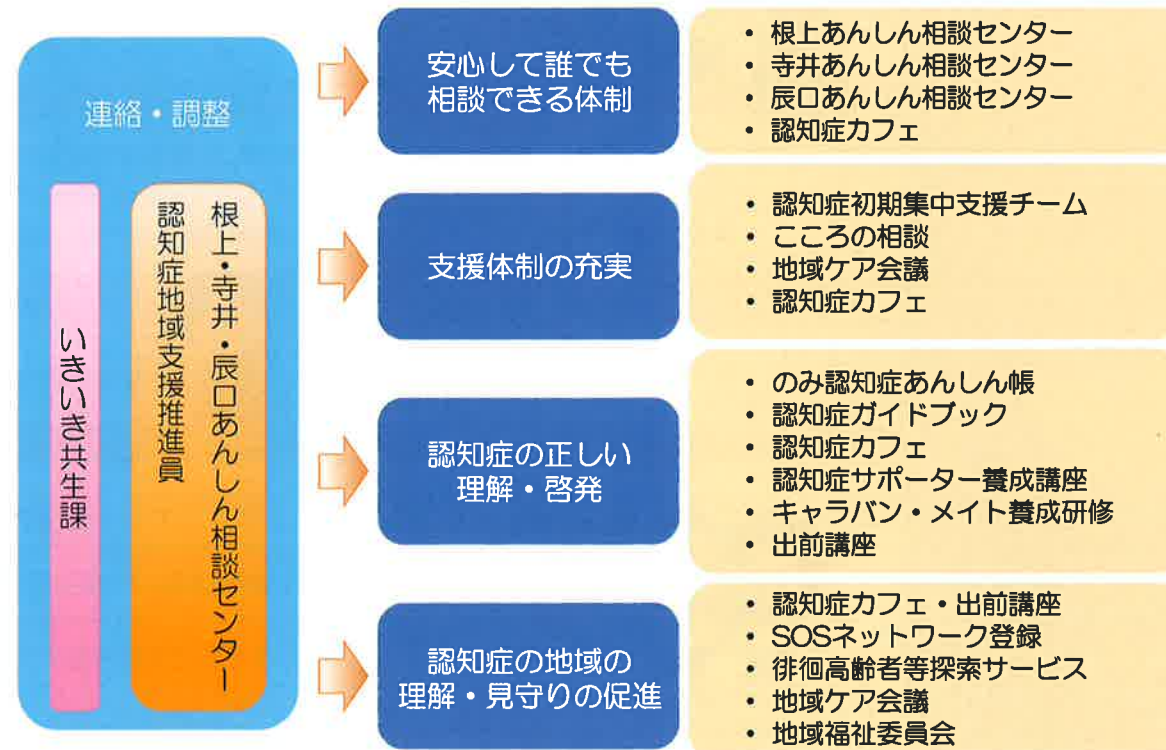 連絡・調整
いきいき共生課
根上・寺井・辰口あんしん相談センター
認知症地域支援推進員
安心して誰でも
相談できる体制
・ 根上あんしん相談センター
・ 寺井あんしん相談センター
・ 辰口あんしん相談センター
・ 認知症カフェ
支援体制の充実
・ 認知症初期集中支援チーム
・ こころの相談
・ 地域ケア会議
・ 認知症カフェ
認知症の正しい
理解・啓発
・ のみ認知症あんしん帳
・ 認知症ガイドブック
・ 認知症カフェ
・ 認知症サポーター養成講座
・ キャラバン・メイト養成研修
・ 出前講座
認知症の地域の
理解・見守りの促進
・ 認知症カフェ・出前講座
・ SOSネットワーク登録
・ 徘徊高齢者等探索サービス
・ 地域ケア会議
・ 地域福祉委員会